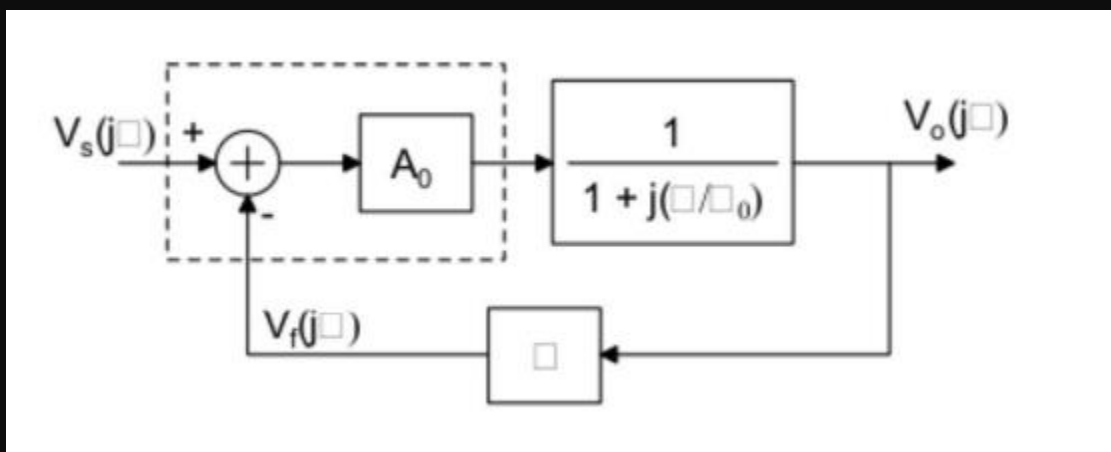 Vs(j□) + + A0 1 Vo(j□)
1 + j(□/□0)
-
Vf(j□)
□